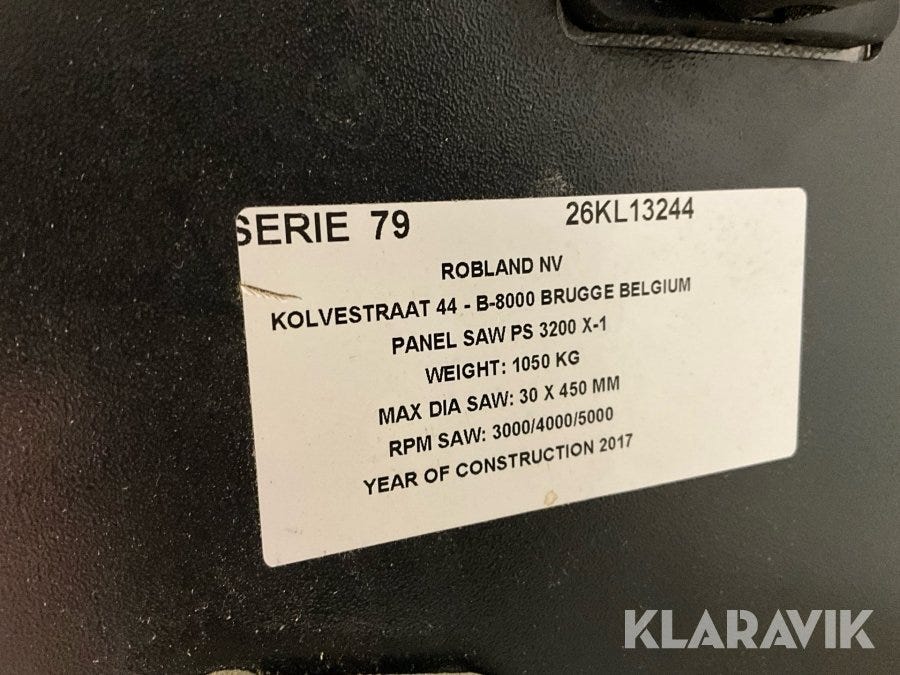 SERIE 79 26KL13244
ROBLAND NV
KOLVESTRAAT 44 - B-8000 BRUGGE BELGIUM
PANEL SAW PS 3200 X-1
WEIGHT: 1050 KG
MAX DIA SAW: 30 X 450 MM
RPM SAW: 3000/4000/5000
YEAR OF CONSTRUCTION 2017
KLARAVIK